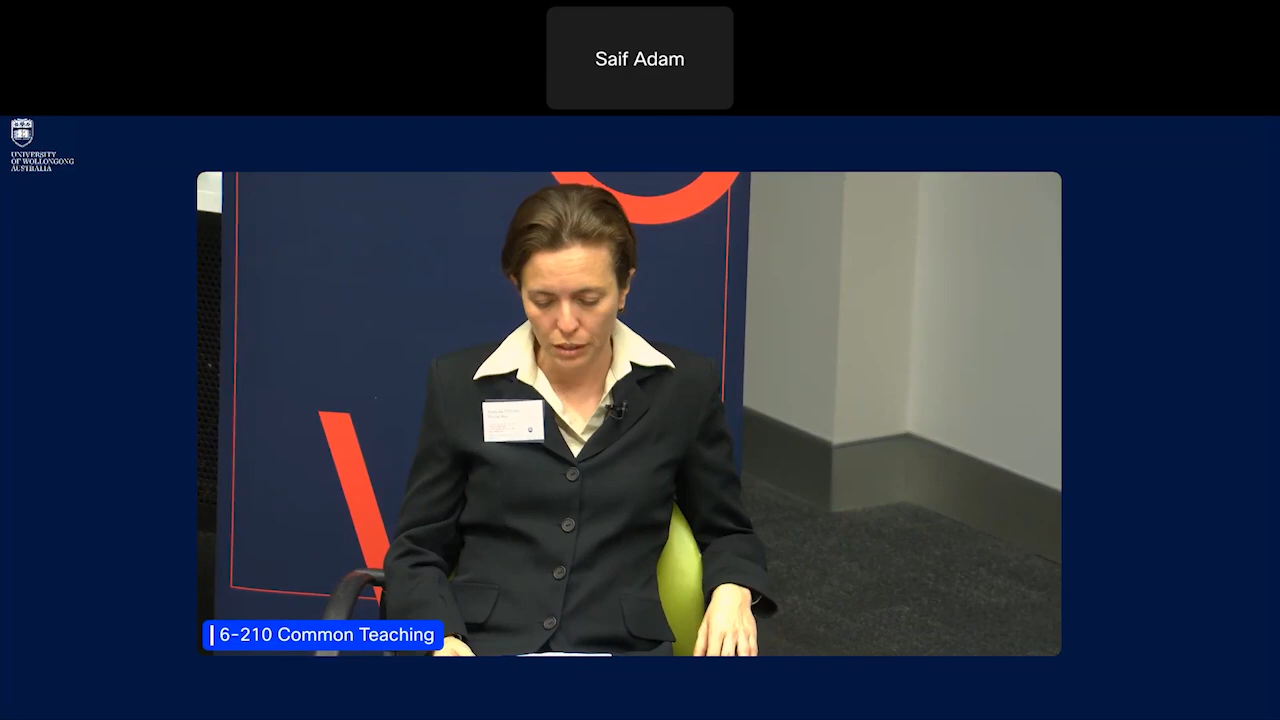 Saif Adam
UNIVERSITY
OF WOLLONGONG
AUSTRALIA
6-210 Common Teaching